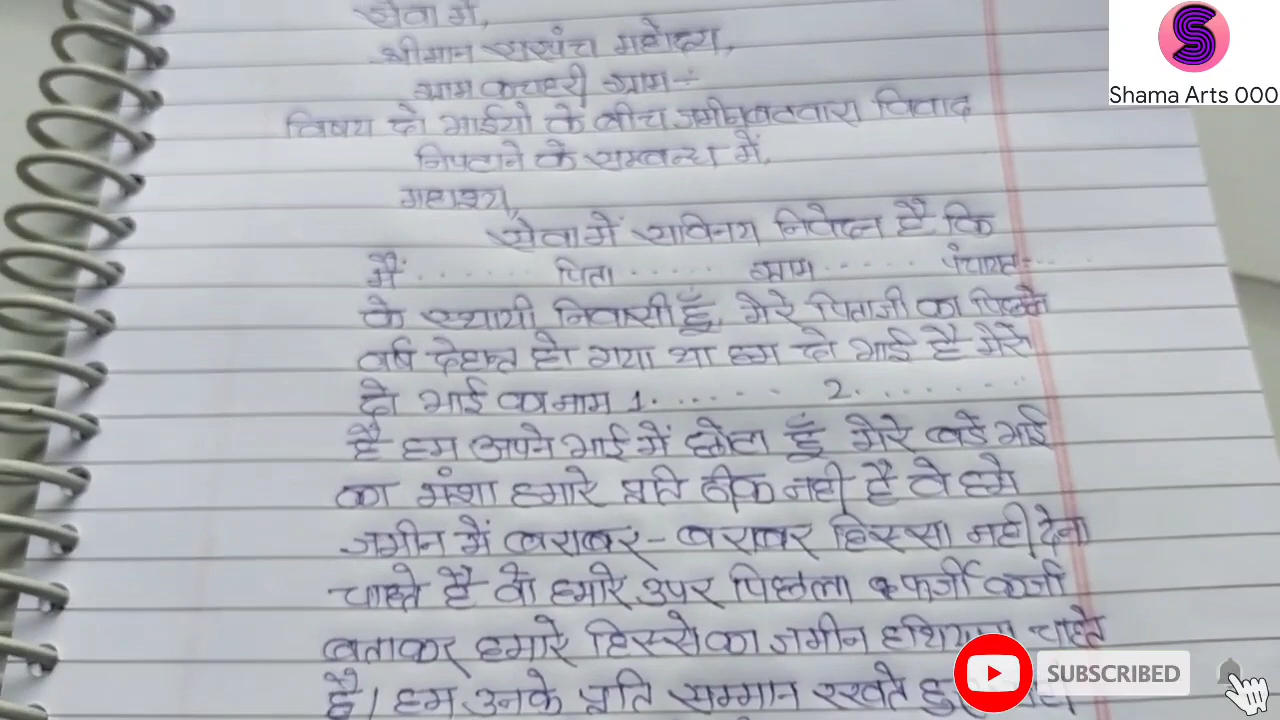 सेवा में,
श्रीमान सरपंच महोदय,
ग्राम कचहरी ग्राम -
विषय दो भाईयो के बीच जमीन बटवारा विवाद
निपटाने के सम्बन्ध में,
महाशय,
सेवा में सविनय निवेदन है कि
मैं ........ पिता ...... ग्राम ...... पंचायत...
के स्थायी निवासी हूँ, मेरे पिताजी का पिछले
वर्ष देहान्त हो गया था हम दो भाई है मेरे
दो भाई का नाम 1....... 2........
है हम अपने भाई में छोटा हूँ मेरे बडे भाई
का मंशा हमारे प्रति ठीक नही है वे हमे
जमीन में बराबर - बराबर हिस्सा नही देना
चाहते है वो हमारे उपर पिछला फर्जी कर्जा
बताकर हमारे हिस्से का जमीन हथियाना चाहते
है। हम उनके प्रति सम्मान रखते हुए
Shama Arts 000
SUBSCRIBED